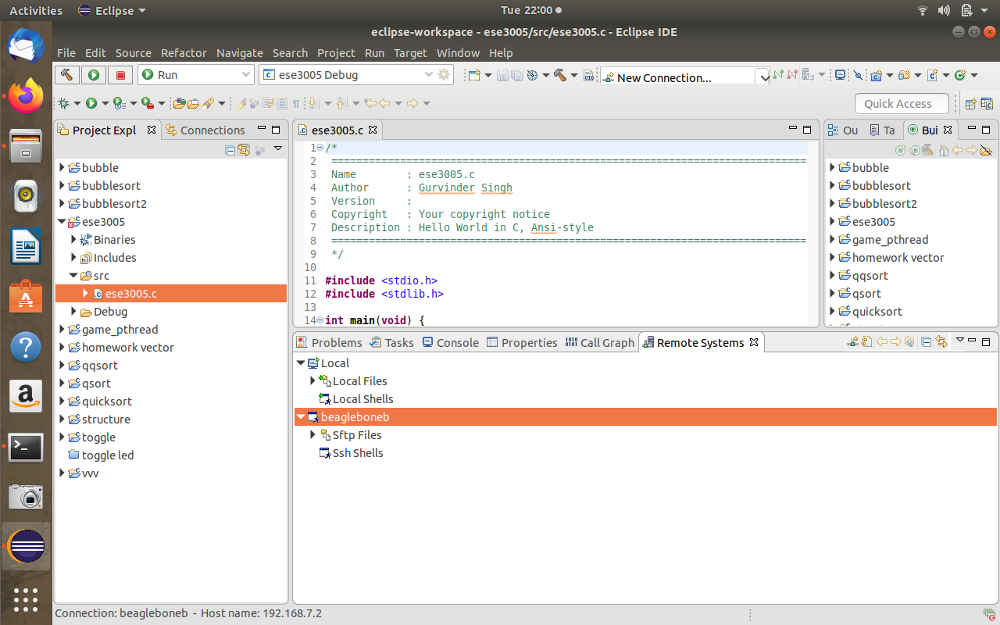 Activities Eclipse Tue 22:00
eclipse-workspace - ese3005/src/ese3005.c - Eclipse IDE
File Edit Source Refactor Navigate Search Project Run Target Window Help
Run ese3005 Debug New Connection...
Quick Access
Project Expl Connections
bubble
bubblesort
bubblesort2
ese3005
Binaries
Includes
src
ese3005.c
Debug
game_pthread
homework vector
qqsort
qsort
quicksort
structure
toggle
toggle led
vvv
ese3005.c
1 /*
2 ============================================================================
3 Name : ese3005.c
4 Author : Gurvinder Singh
5 Version :
6 Copyright : Your copyright notice
7 Description : Hello World in C, Ansi-style
8 ============================================================================
9 */
10
11 #include <stdio.h>
12 #include <stdlib.h>
13
14 int main(void) {
Ou Ta Bui
bubble
bubblesort
bubblesort2
ese3005
game_pthread
homework vector
qqsort
qsort
quicksort
Problems Tasks Console Properties Call Graph Remote Systems
Local
Local Files
Local Shells
beagleboneb
Sftp Files
Ssh Shells
Connection: beagleboneb - Host name: 192.168.7.2